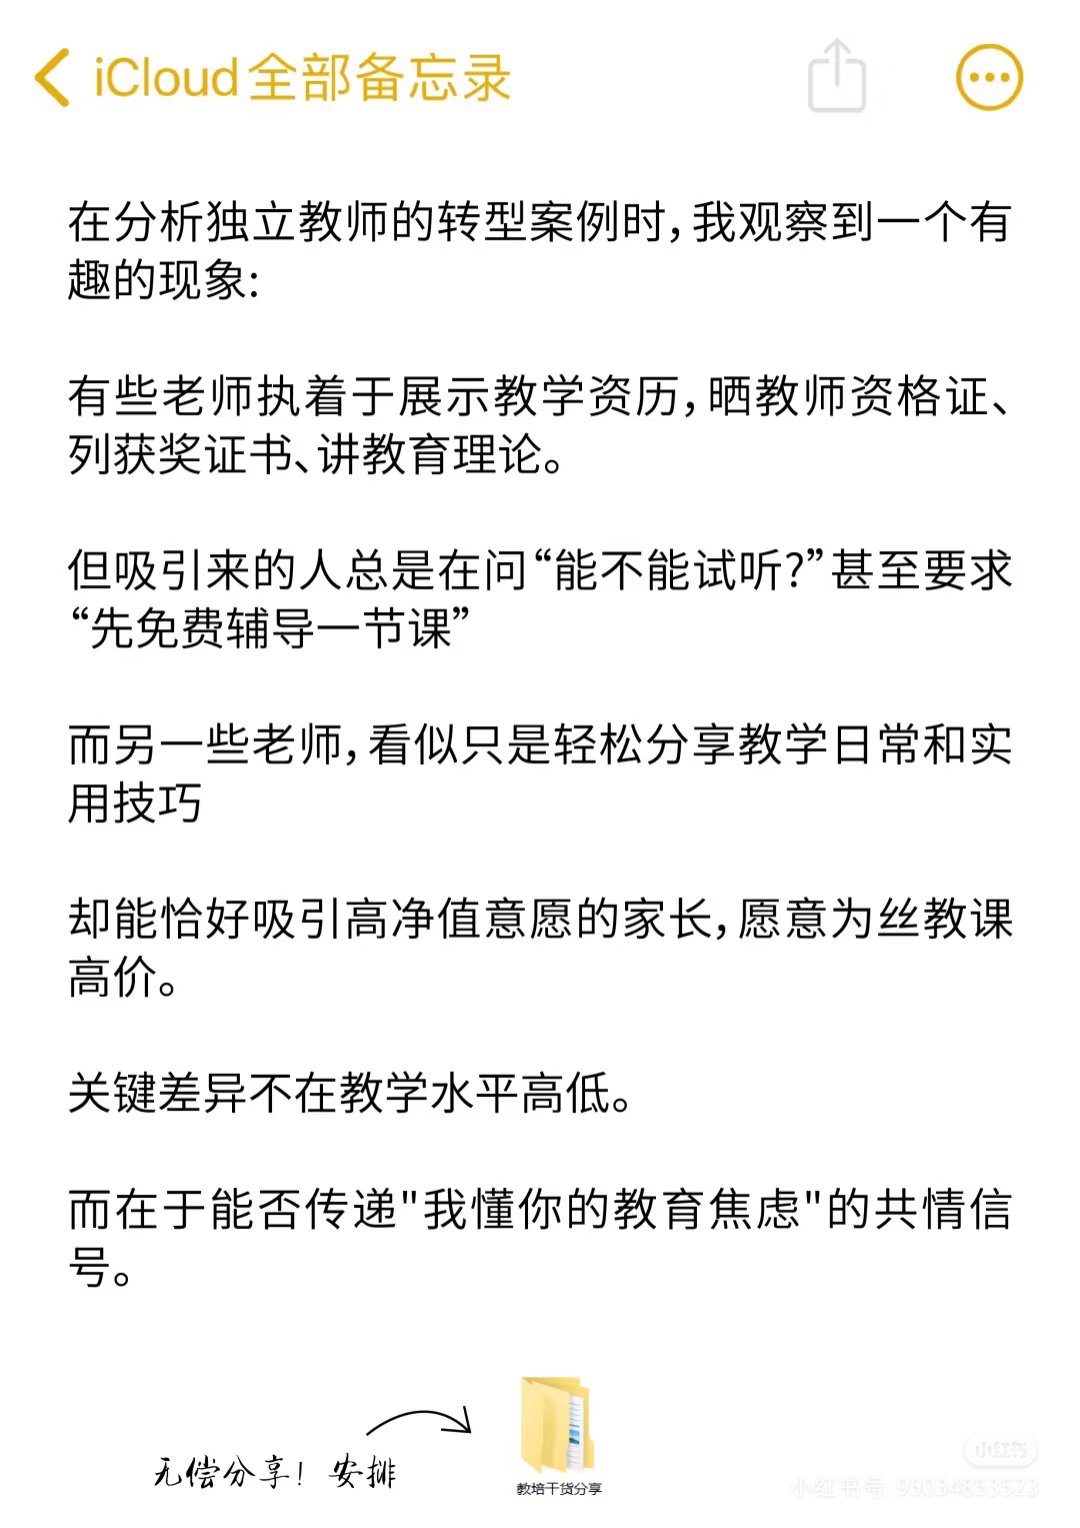 iCloud全部备忘录
在分析独立教师的转型案例时,我观察到一个有
趣的现象:
有些老师执着于展示教学资历,晒教师资格证、
列获奖证书、讲教育理论。
但吸引来的人总是在问“能不能试听?”甚至要求
“先免费辅导一节课”
而另一些老师,看似只是轻松分享教学日常和实
用技巧
却能恰好吸引高净值意愿的家长,愿意为丝教课
高价。
关键差异不在教学水平高低。
而在于能否传递"我懂你的教育焦虑"的共情信
号。
无偿分享！安排
教培干货分享
小红书
小红书号: 95034853523